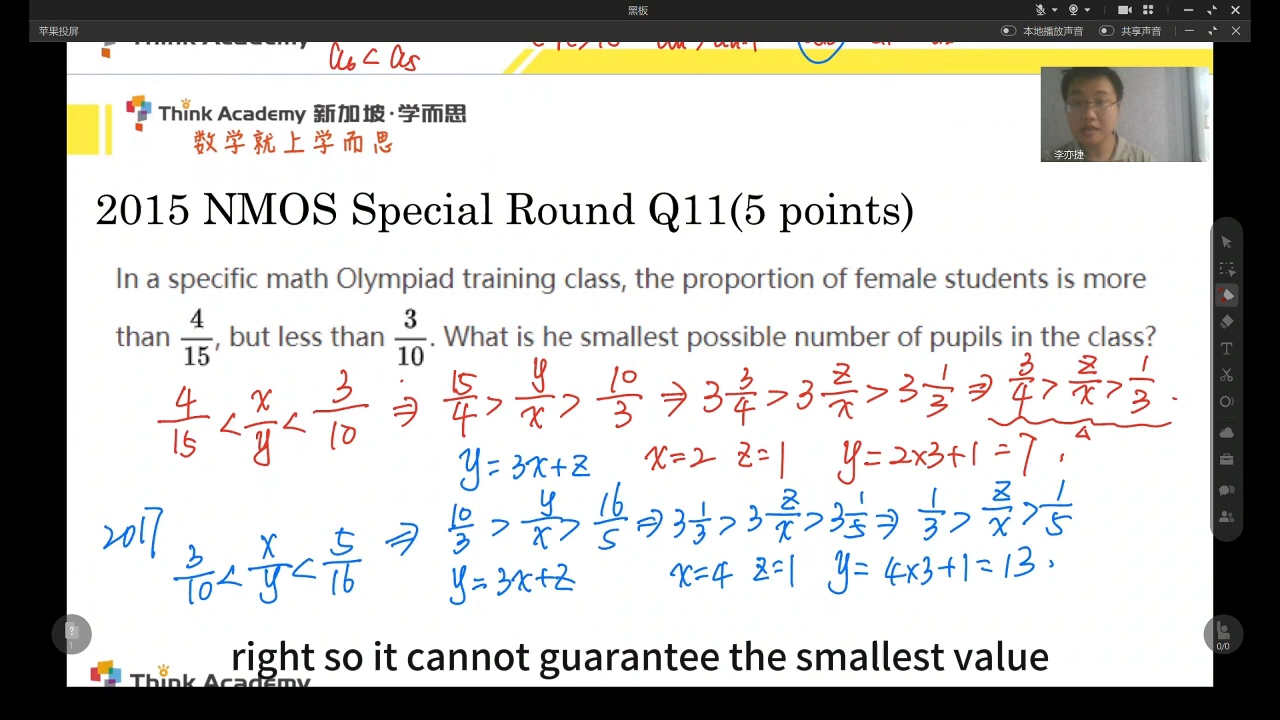 黑板
苹果投屏
本地播放声音 共享声音
Think Academy
a₆ < a₅
Think Academy 新加坡·学而思
数学就上学而思
李亦捷
2015 NMOS Special Round Q11(5 points)
In a specific math Olympiad training class, the proportion of female students is more
than 4/15, but less than 3/10. What is he smallest possible number of pupils in the class?
4/15 < x/y < 3/10 ⇒ 15/4 > y/x > 10/3 ⇒ 3 3/4 > 3 z/x > 3 1/3 ⇒ 3/4 > z/x > 1/3.
y = 3x+z x=2 z=1 y = 2×3+1 = 7.
2017 3/10 < x/y < 5/16 ⇒ 10/3 > y/x > 16/5 ⇒ 3 1/3 > 3 z/x > 3 1/5 ⇒ 1/3 > z/x > 1/5
y = 3x+z x=4 z=1 y = 4×3+1 = 13.
right so it cannot guarantee the smallest value
0/0
Think Academy